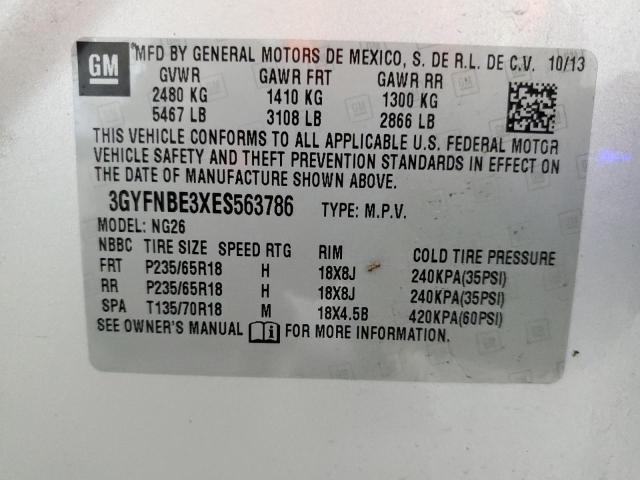 GM MFD BY GENERAL MOTORS DE MEXICO, S. DE R.L. DE C.V. 10/13
GVWR GAWR FRT GAWR RR
2480 KG 1410 KG 1300 KG
5467 LB 3108 LB 2866 LB
THIS VEHICLE CONFORMS TO ALL APPLICABLE U.S. FEDERAL MOTOR
VEHICLE SAFETY AND THEFT PREVENTION STANDARDS IN EFFECT ON
THE DATE OF MANUFACTURE SHOWN ABOVE.
3GYFNBE3XES563786 TYPE: M.P.V.
MODEL: NG26
NBBC TIRE SIZE SPEED RTG RIM COLD TIRE PRESSURE
FRT P235/65R18 H 18X8J 240KPA(35PSI)
RR P235/65R18 H 18X8J 240KPA(35PSI)
SPA T135/70R18 M 18X4.5B 420KPA(60PSI)
SEE OWNER'S MANUAL FOR MORE INFORMATION.